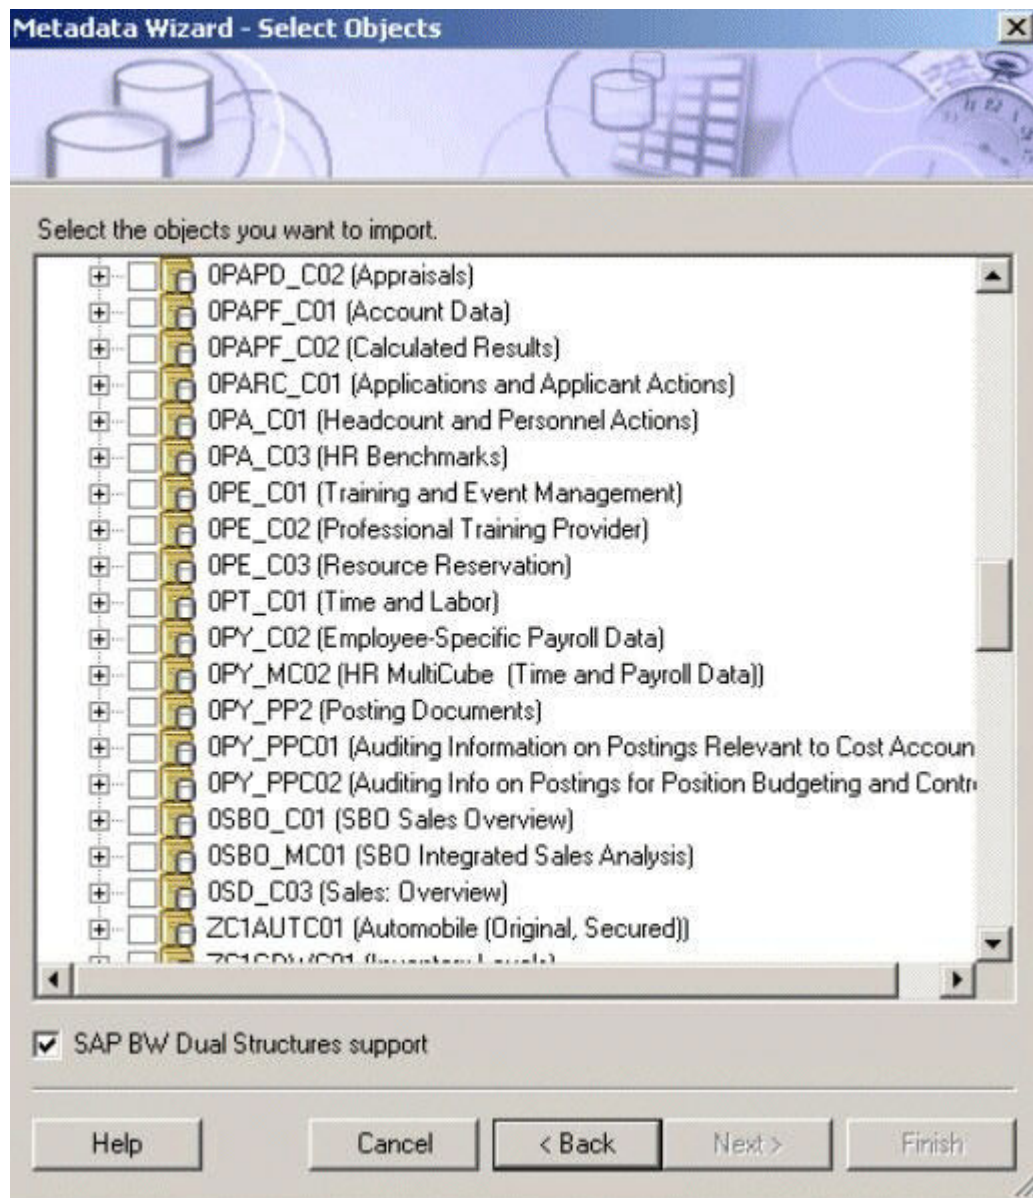 Metadata Wizard - Select Objects
Select the objects you want to import.
0PAPD_C02 (Appraisals)
0PAPF_C01 (Account Data)
0PAPF_C02 (Calculated Results)
0PARC_C01 (Applications and Applicant Actions)
0PA_C01 (Headcount and Personnel Actions)
0PA_C03 (HR Benchmarks)
0PE_C01 (Training and Event Management)
0PE_C02 (Professional Training Provider)
0PE_C03 (Resource Reservation)
0PT_C01 (Time and Labor)
0PY_C02 (Employee-Specific Payroll Data)
0PY_MC02 (HR MultiCube (Time and Payroll Data))
0PY_PP2 (Posting Documents)
0PY_PPC01 (Auditing Information on Postings Relevant to Cost Accoun
0PY_PPC02 (Auditing Info on Postings for Position Budgeting and Contr
0SBO_C01 (SBO Sales Overview)
0SBO_MC01 (SBO Integrated Sales Analysis)
0SD_C03 (Sales: Overview)
ZC1AUTC01 (Automobile (Original, Secured))
(Inventory Levels)
SAP BW Dual Structures support
Help
Cancel
< Back
Next >
Finish